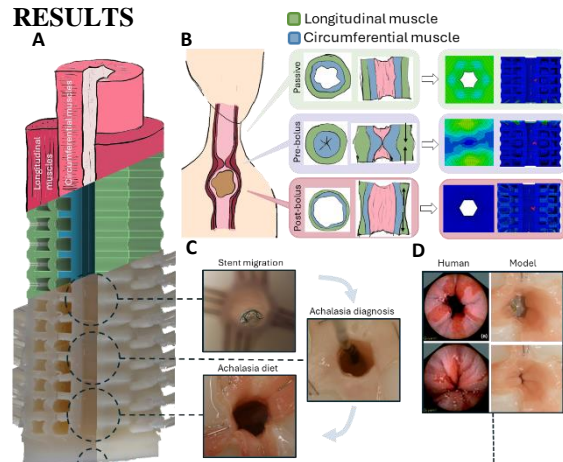 RESULTS
A
B
Longitudinal muscle
Circumferential muscle
Longitudinal muscles
Circumferential muscles
Passive
Pre-bolus
Post-bolus
C
Stent migration
Achalasia diagnosis
Achalasia diet
D
Human
Model